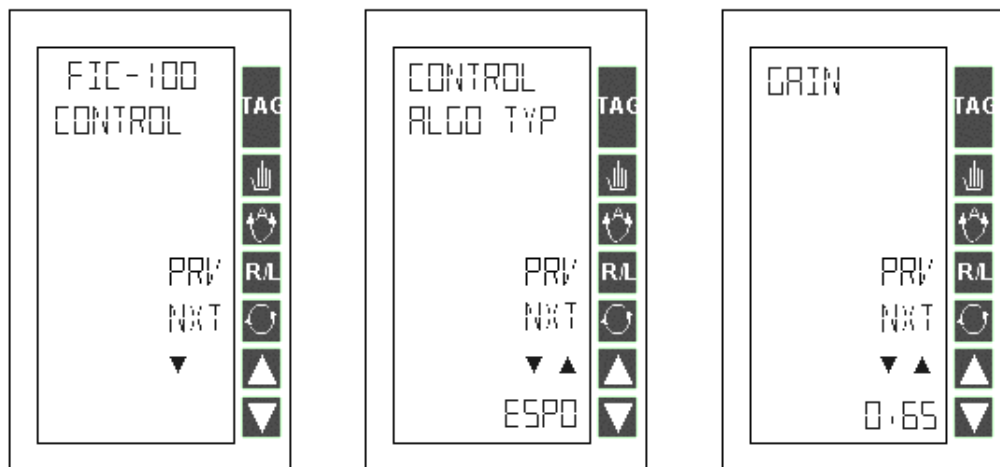 FIC-100
CONTROL
PRV
NXT
TAG
R/L
CONTROL
ALGO TYP
PRV
NXT
ESPO
TAG
R/L
GAIN
PRV
NXT
0.65
TAG
R/L